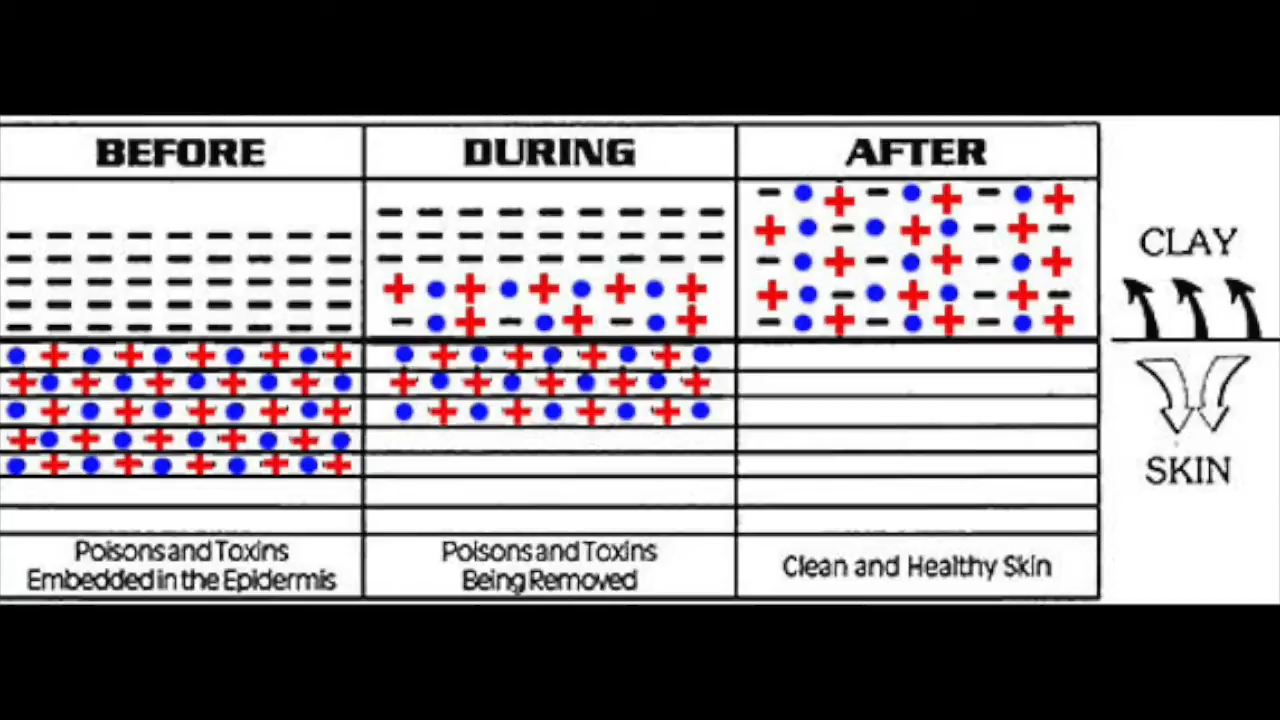 BEFORE
DURING
AFTER
CLAY
SKIN
Poisons and Toxins
Embedded in the Epidermis
Poisons and Toxins
Being Removed
Clean and Healthy Skin